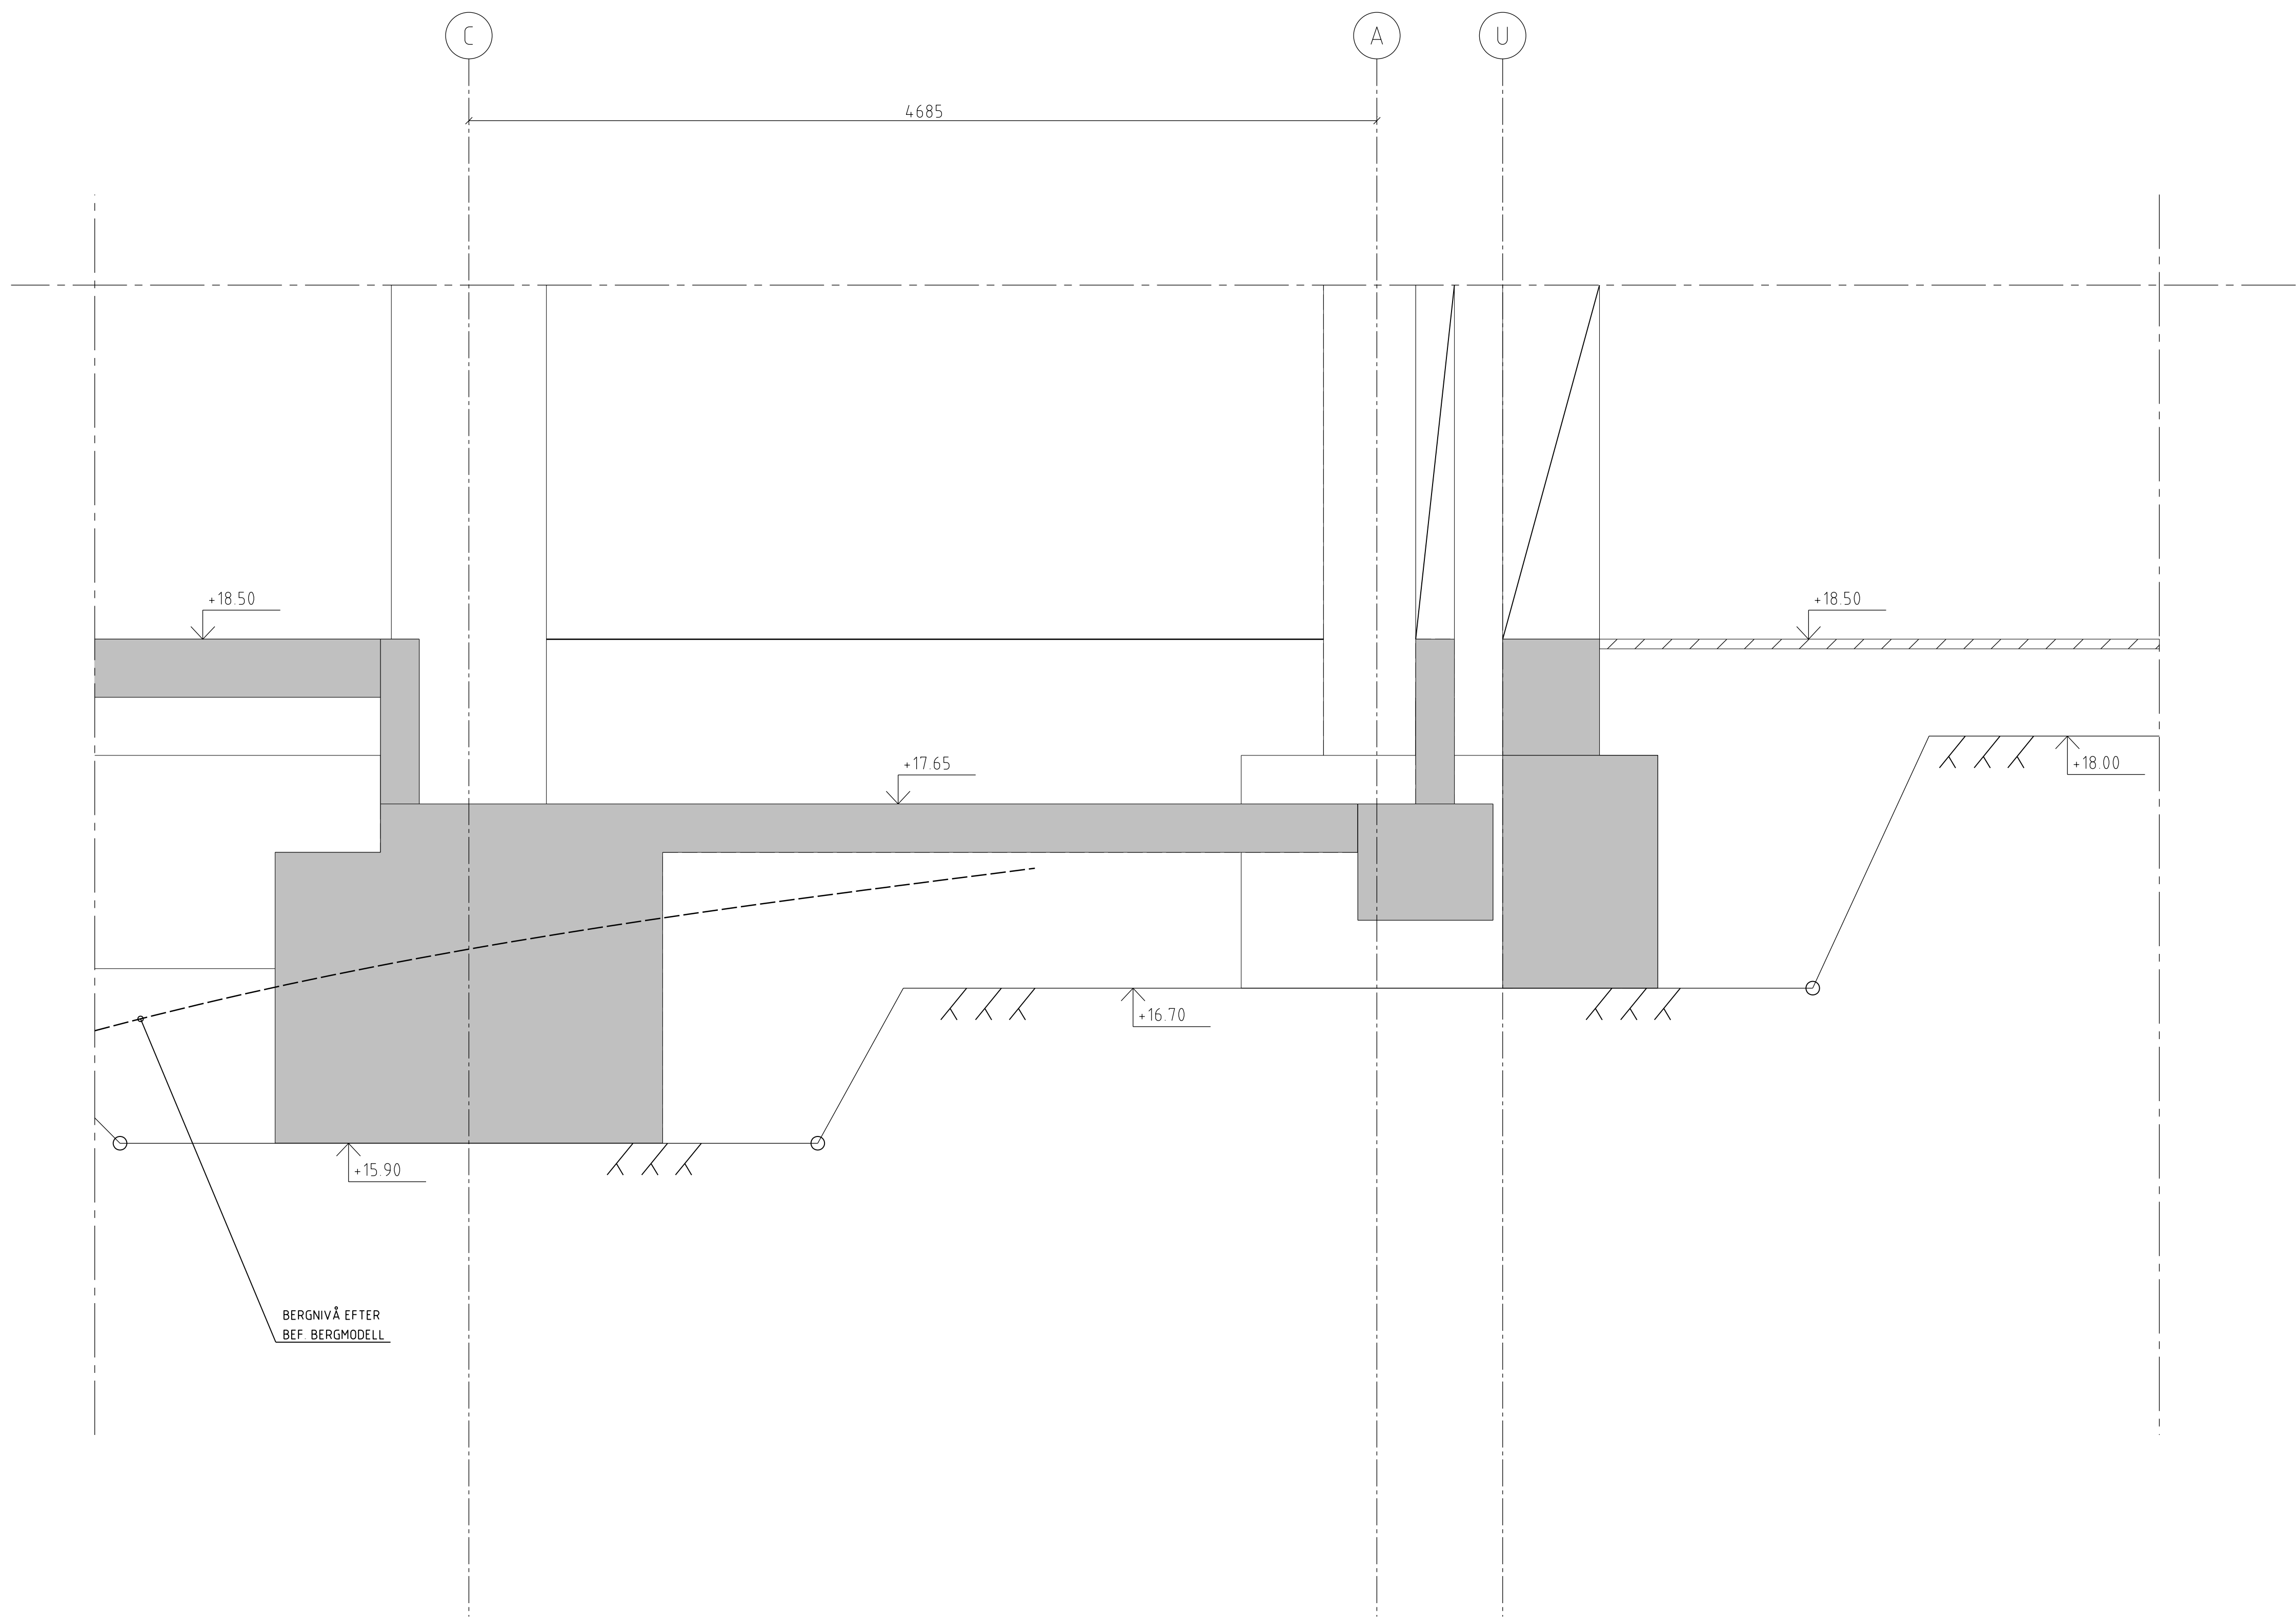 C
A
U
4685
+18.50
+18.50
+17.65
+18.00
+16.70
+15.90
BERGNIVÅ EFTER
BEF. BERGMODELL